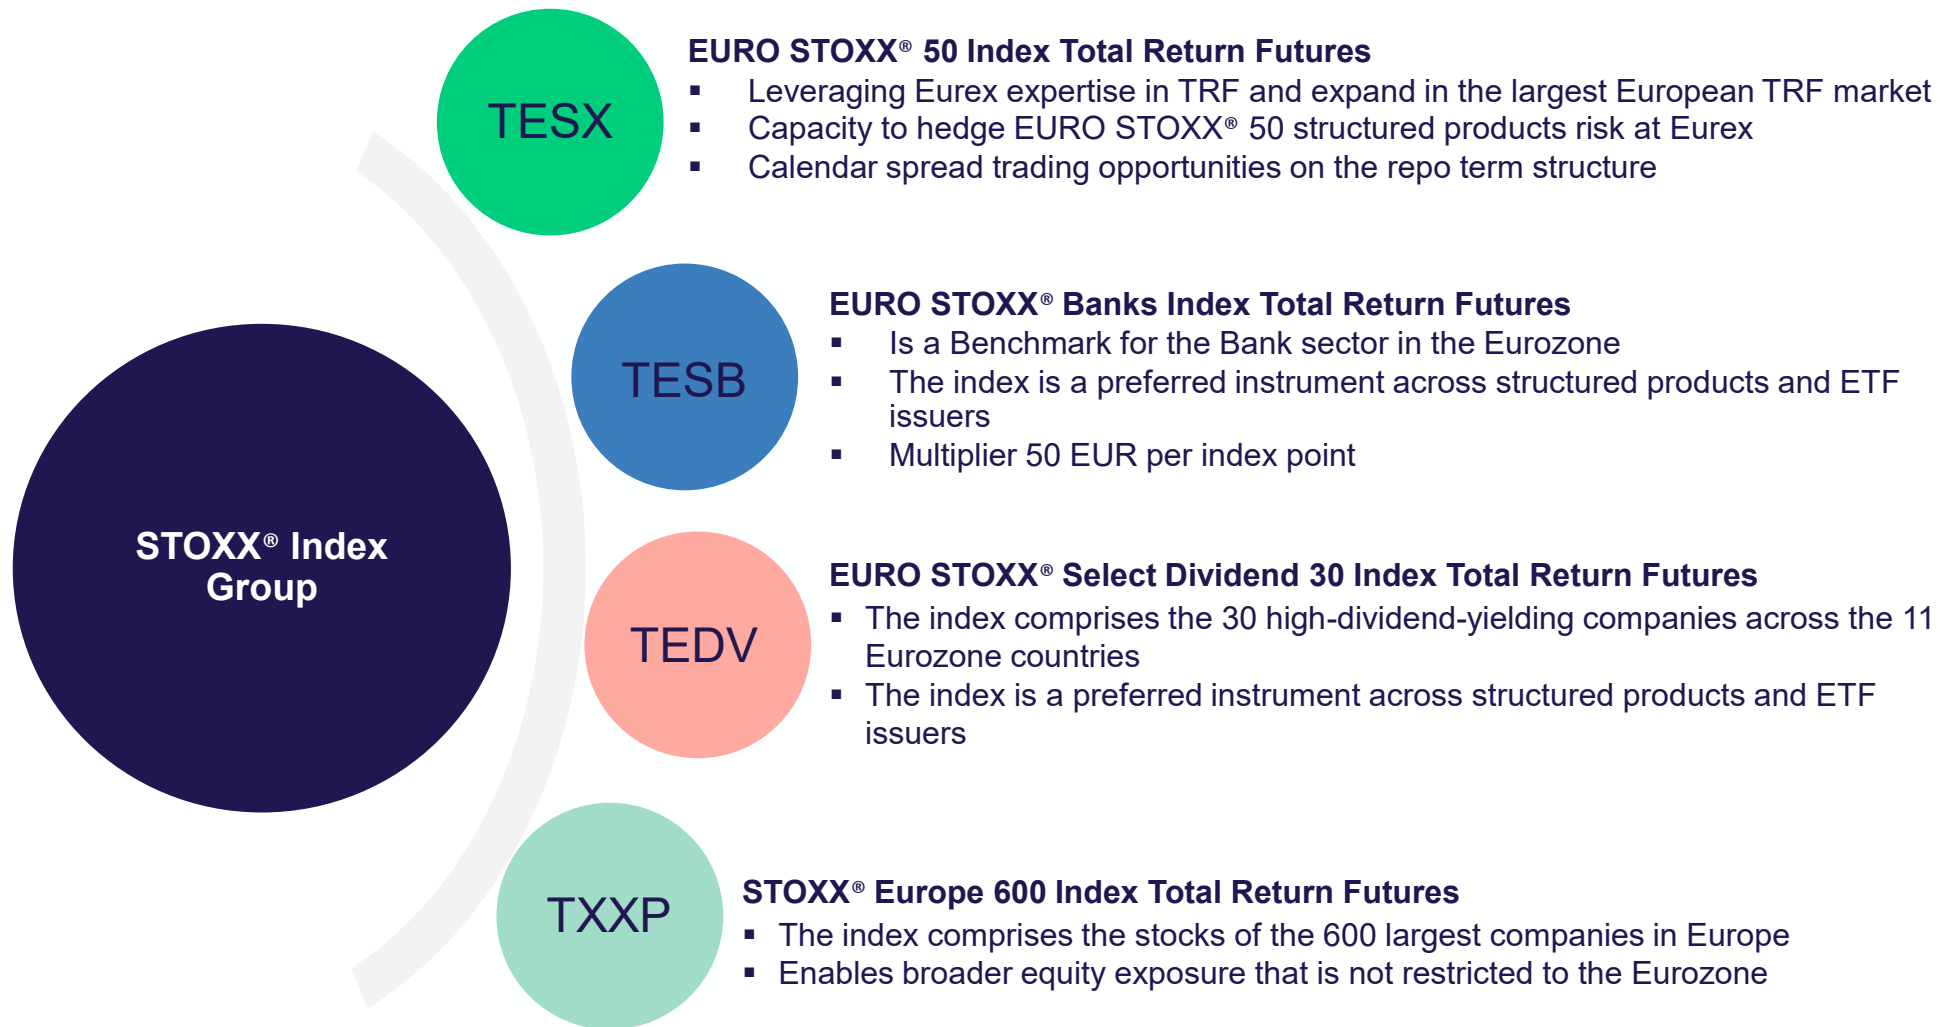 TESX
EURO STOXX® 50 Index Total Return Futures
▪ Leveraging Eurex expertise in TRF and expand in the largest European TRF market
▪ Capacity to hedge EURO STOXX® 50 structured products risk at Eurex
▪ Calendar spread trading opportunities on the repo term structure
TESB
EURO STOXX® Banks Index Total Return Futures
▪ Is a Benchmark for the Bank sector in the Eurozone
▪ The index is a preferred instrument across structured products and ETF
issuers
▪ Multiplier 50 EUR per index point
STOXX® Index
Group
TEDV
EURO STOXX® Select Dividend 30 Index Total Return Futures
▪ The index comprises the 30 high-dividend-yielding companies across the 11
Eurozone countries
▪ The index is a preferred instrument across structured products and ETF
issuers
TXXP
STOXX® Europe 600 Index Total Return Futures
▪ The index comprises the stocks of the 600 largest companies in Europe
▪ Enables broader equity exposure that is not restricted to the Eurozone